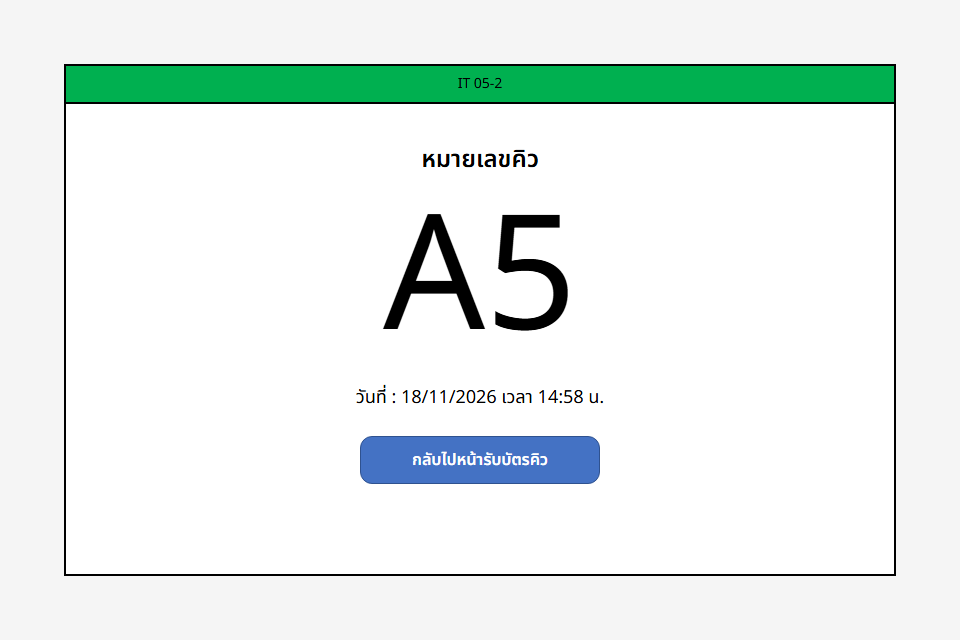 IT 05-2
หมายเลขคิว
A5
วันที่ : 18/11/2026 เวลา 14:58 น.
กลับไปหน้ารับบัตรคิว